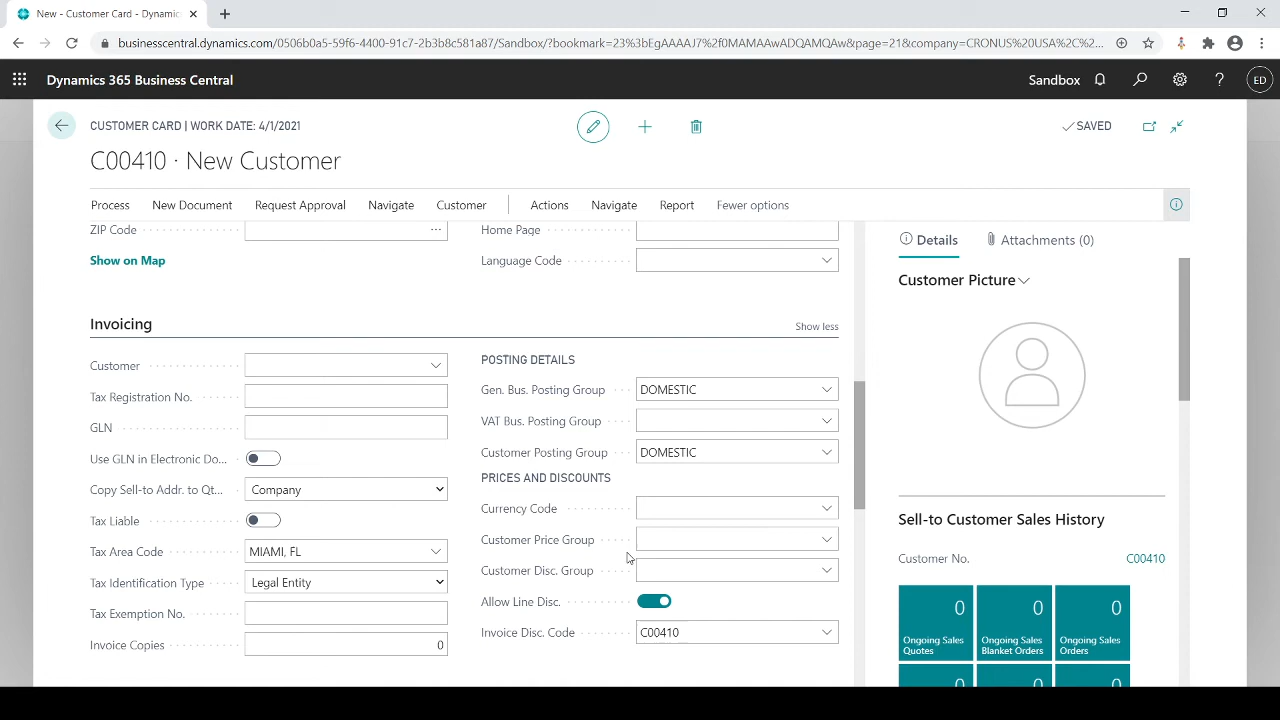 New - Customer Card - Dynamic
businesscentral.dynamics.com/0506b0a5-59f6-4400-91c7-2b3b8c581a87/Sandbox/?bookmark=23%3bEgAAAAJ7%2f0MAMAAwADQAMQAw&page=21&company=CRONUS%20USA%2C%2...
Dynamics 365 Business Central
Sandbox
?
ED
CUSTOMER CARD | WORK DATE: 4/1/2021
SAVED
C00410 · New Customer
Process
New Document
Request Approval
Navigate
Customer
Actions
Navigate
Report
Fewer options
ZIP Code
Show on Map
Home Page
Language Code
Invoicing
Show less
Customer
Tax Registration No.
GLN
Use GLN in Electronic Do...
Copy Sell-to Addr. to Qt...
Company
Tax Liable
Tax Area Code
MIAMI, FL
Tax Identification Type
Legal Entity
Tax Exemption No.
Invoice Copies
0
POSTING DETAILS
Gen. Bus. Posting Group
DOMESTIC
VAT Bus. Posting Group
Customer Posting Group
DOMESTIC
PRICES AND DISCOUNTS
Currency Code
Customer Price Group
Customer Disc. Group
Allow Line Disc.
Invoice Disc. Code
C00410
Details
Attachments (0)
Customer Picture
Sell-to Customer Sales History
Customer No.
C00410
0
Ongoing Sales
Quotes
0
Ongoing Sales
Blanket Orders
0
Ongoing Sales
Orders
0
0
0